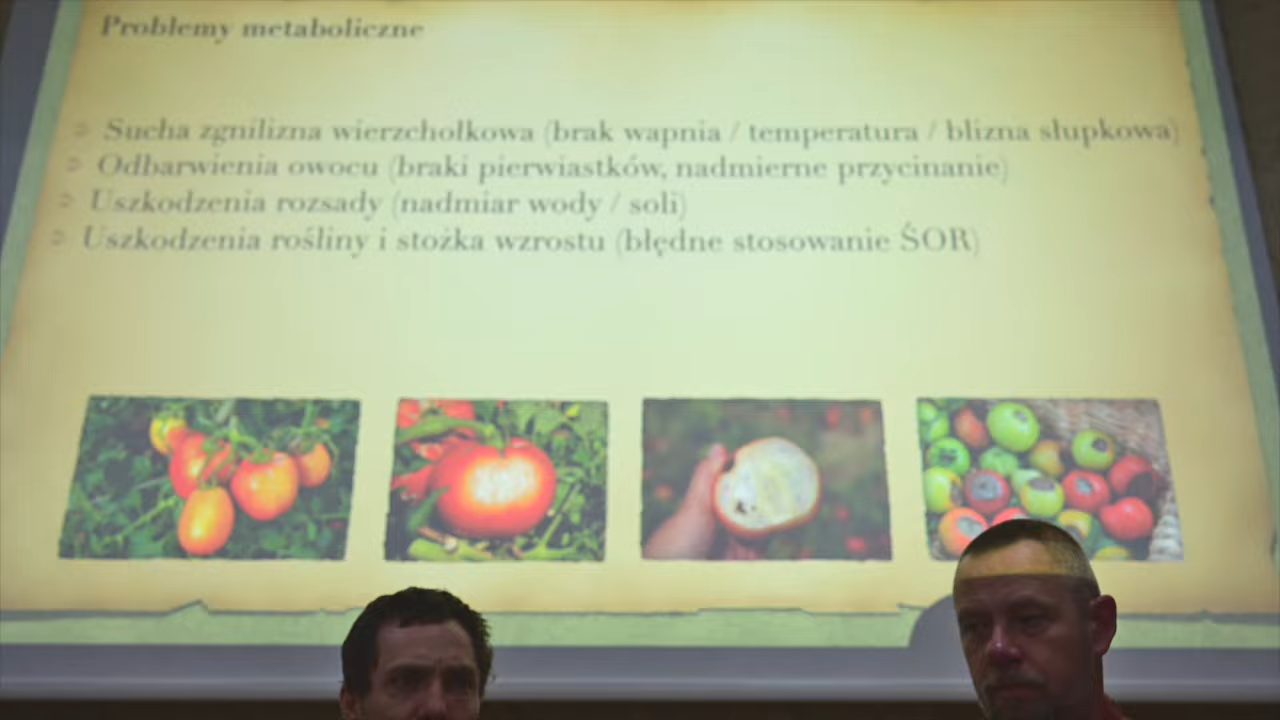 Problemy metaboliczne
Sucha zgnilizna wierzchołkowa (brak wapnia / temperatura / blizna słupkowa)
Odbarwienia owocu (braki pierwiastków, nadmierne przycinanie)
Uszkodzenia rozsady (nadmiar wody / soli)
Uszkodzenia rośliny i stożka wzrostu (błędne stosowanie ŚOR)